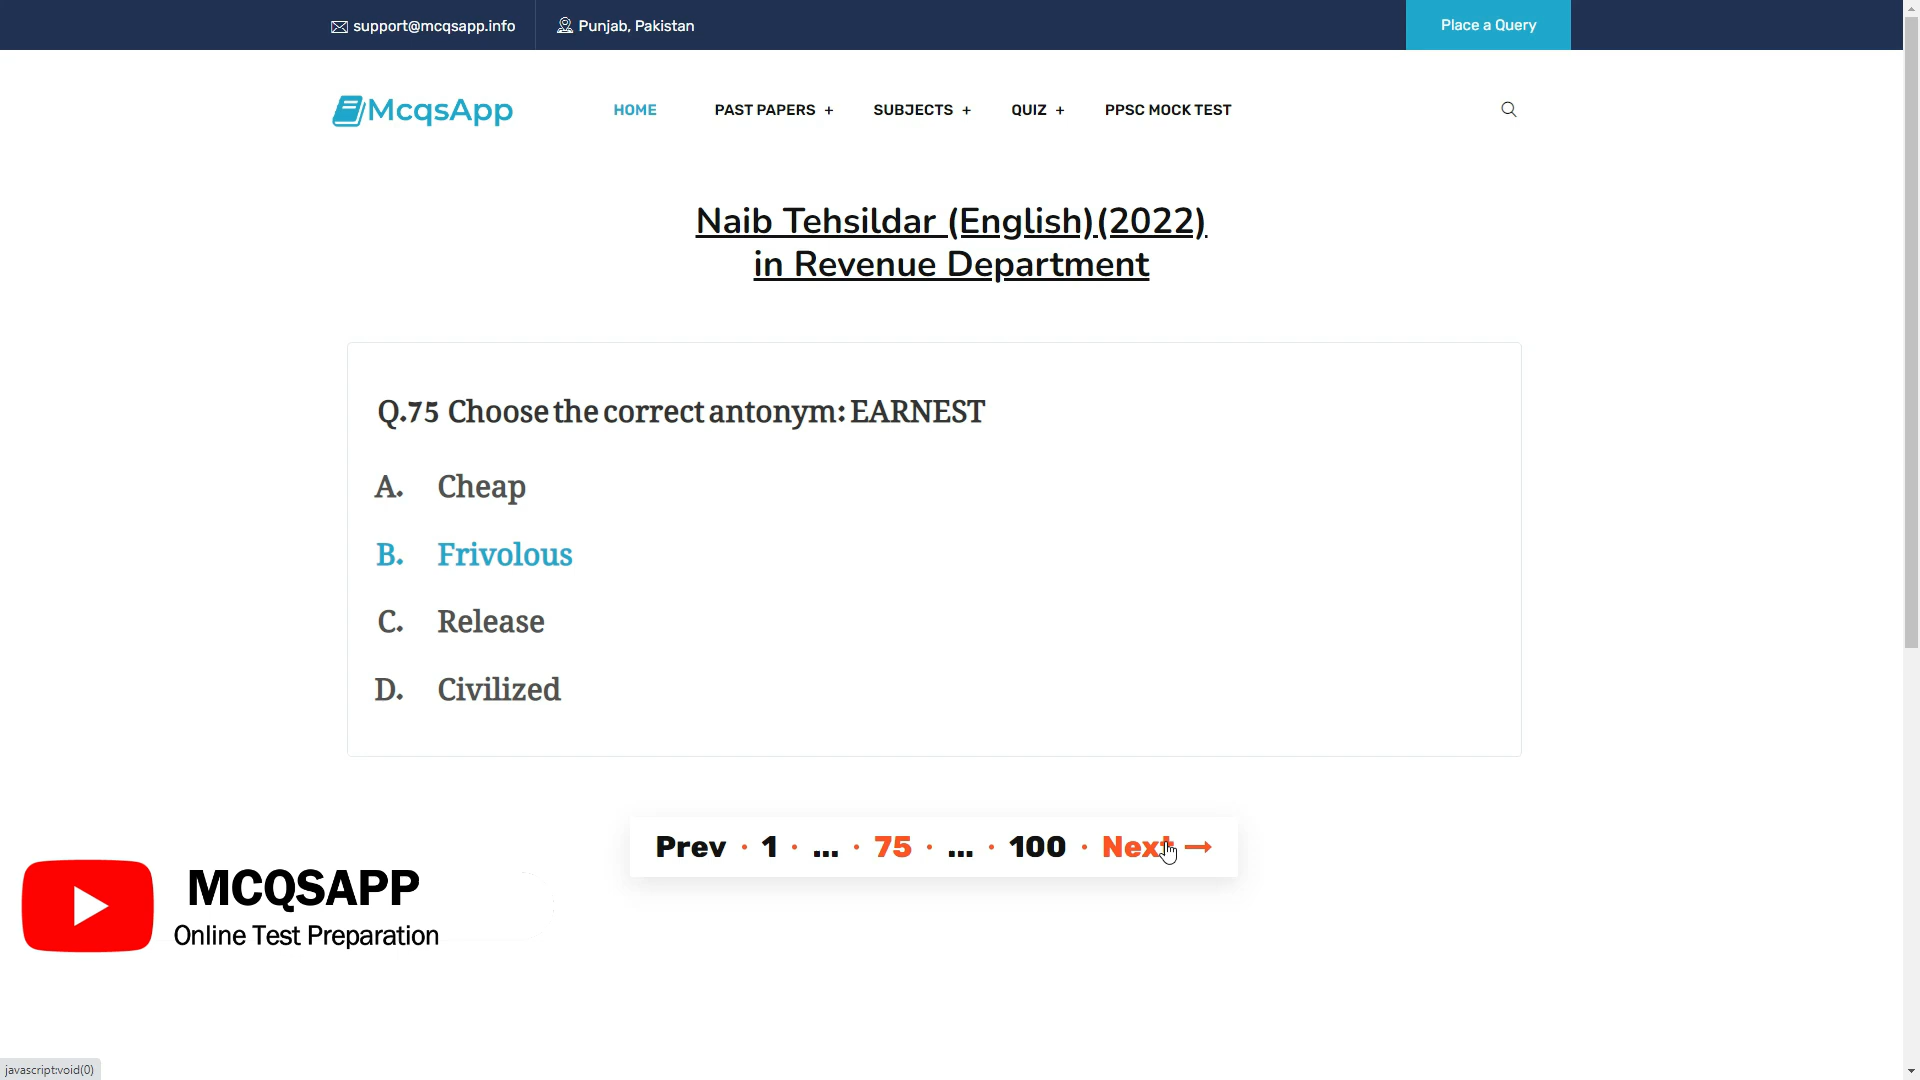 support@mcqsapp.info
Punjab, Pakistan
Place a Query
McqsApp
HOME
PAST PAPERS +
SUBJECTS +
QUIZ +
PPSC MOCK TEST
Naib Tehsildar (English)(2022)
in Revenue Department
Q.75 Choose the correct antonym: EARNEST
A. Cheap
B. Frivolous
C. Release
D. Civilized
Prev · 1 · ... · 75 · ... · 100 · Next →
MCQSAPP
Online Test Preparation
javascript:void(0)